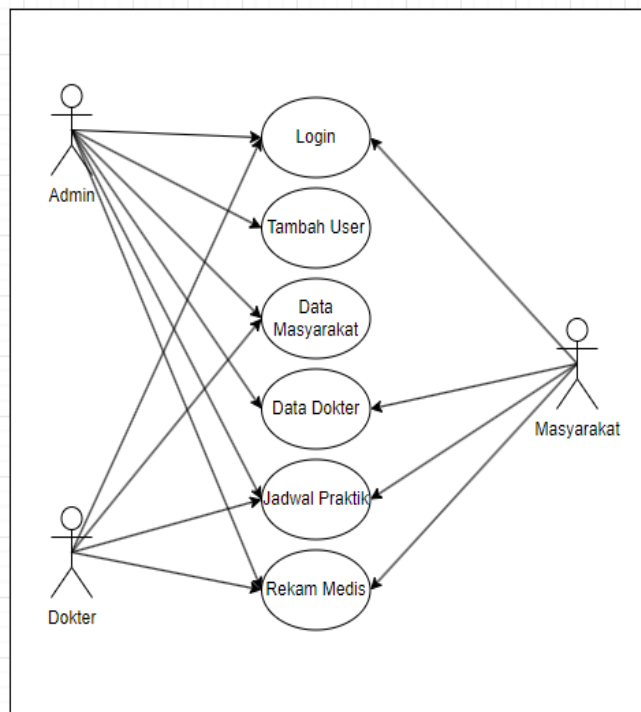 Login
Admin
Tambah User
Data
Masyarakat
Data Dokter
Masyarakat
Jadwal Praktik
Rekam Medis
Dokter